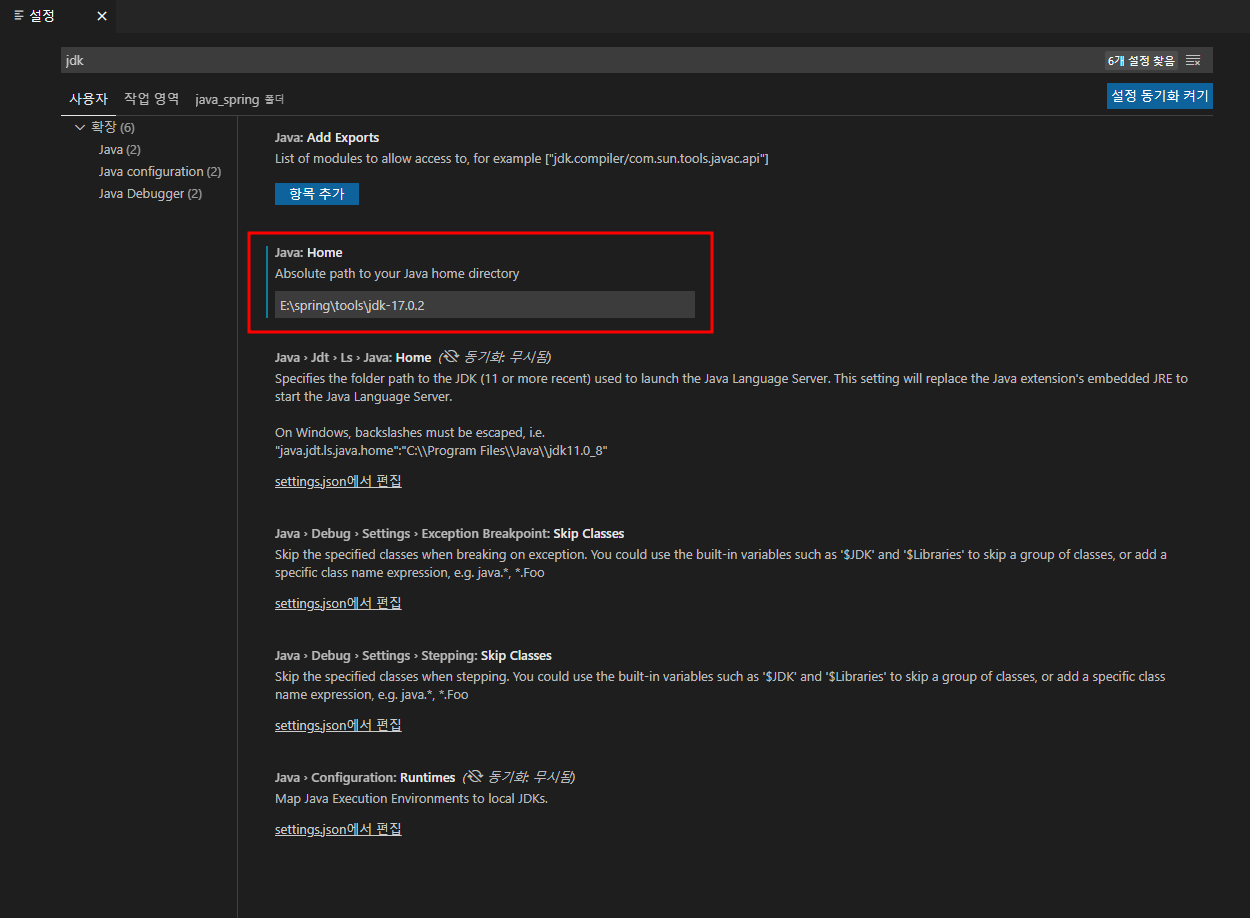 설정
jdk
6개 설정 찾음
사용자 작업 영역 java_spring 폴더
설정 동기화 켜기
확장 (6)
Java (2)
Java configuration (2)
Java Debugger (2)
Java: Add Exports
List of modules to allow access to, for example ["jdk.compiler/com.sun.tools.javac.api"]
항목 추가
Java: Home
Absolute path to your Java home directory
E:\spring\tools\jdk-17.0.2
Java › Jdt › Ls › Java: Home (동기화: 무시됨)
Specifies the folder path to the JDK (11 or more recent) used to launch the Java Language Server. This setting will replace the Java extension's embedded JRE to
start the Java Language Server.
On Windows, backslashes must be escaped, i.e.
"java.jdt.ls.java.home":"C:\\Program Files\\Java\\jdk11.0_8"
settings.json에서 편집
Java › Debug › Settings › Exception Breakpoint: Skip Classes
Skip the specified classes when breaking on exception. You could use the built-in variables such as '$JDK' and '$Libraries' to skip a group of classes, or add a
specific class name expression, e.g. java.*, *.Foo
settings.json에서 편집
Java › Debug › Settings › Stepping: Skip Classes
Skip the specified classes when stepping. You could use the built-in variables such as '$JDK' and '$Libraries' to skip a group of classes, or add a specific class
name expression, e.g. java.*, *.Foo
settings.json에서 편집
Java › Configuration: Runtimes (동기화: 무시됨)
Map Java Execution Environments to local JDKs.
settings.json에서 편집